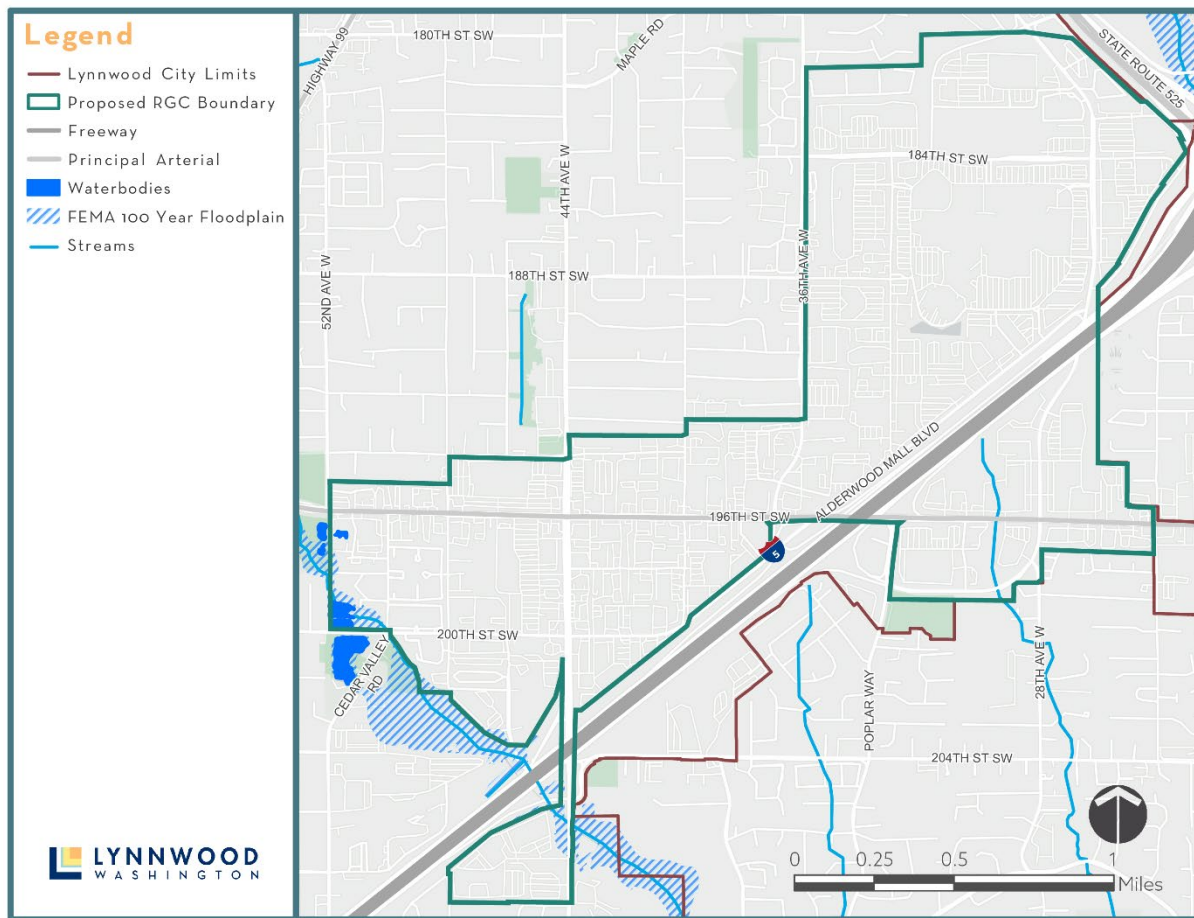 Legend
Lynnwood City Limits
Proposed RGC Boundary
Freeway
Principal Arterial
Waterbodies
FEMA 100 Year Floodplain
Streams
LYNNWOOD
WASHINGTON
HIGHWAY 99
180TH ST SW
MAPLE RD
STATE ROUTE 525
184TH ST SW
44TH AVE W
36TH AVE W
52ND AVE W
188TH ST SW
ALDERWOOD MALL BLVD
196TH ST SW
5
200TH ST SW
CEDAR VALLEY
RD
28TH AVE W
POPLAR WAY
204TH ST SW
0 0.25 0.5 1
Miles